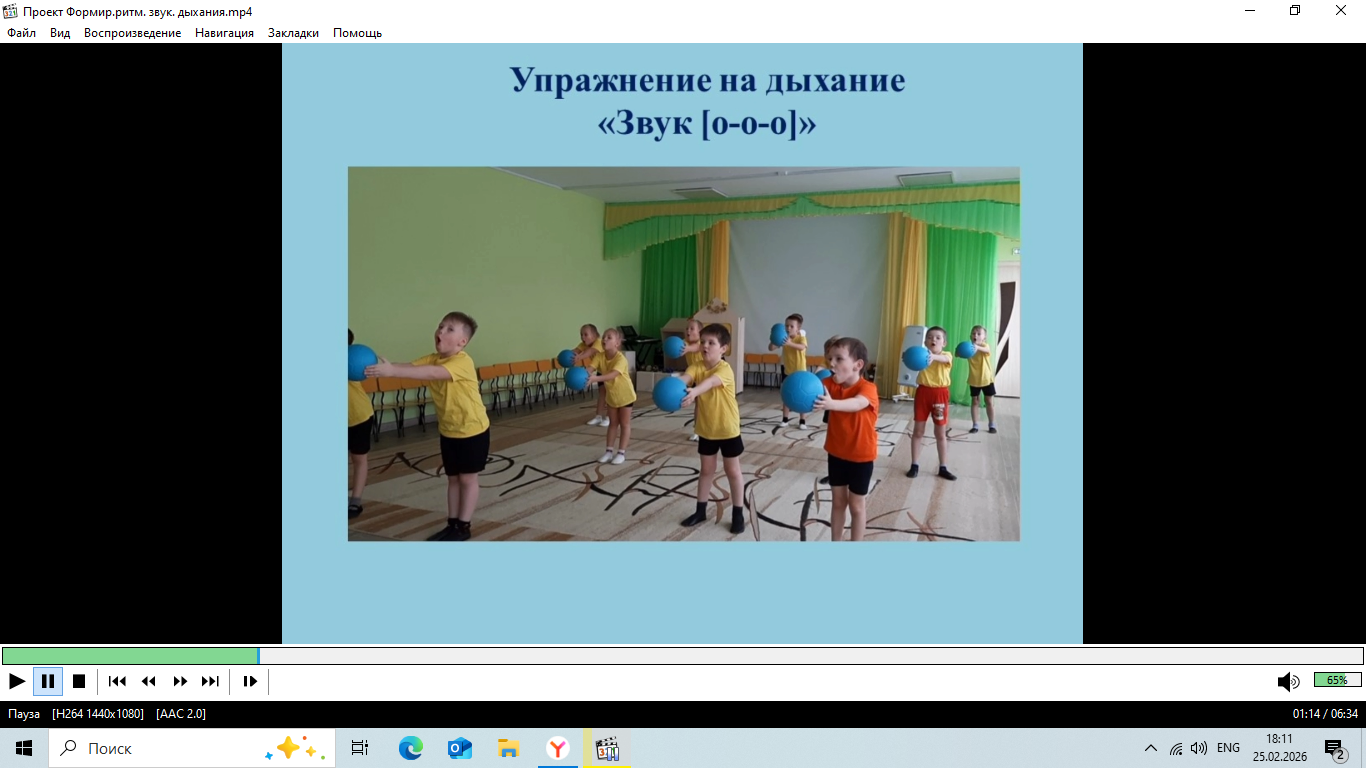 Проект Формир.ритм. звук. дыхания.mp4
Файл Вид Воспроизведение Навигация Закладки Помощь
Упражнение на дыхание
«Звук [о-о-о]»
65%
Пауза [H264 1440x1080] [AAC 2.0] 01:14 / 06:34
Поиск
ENG
18:11
25.02.2026
2